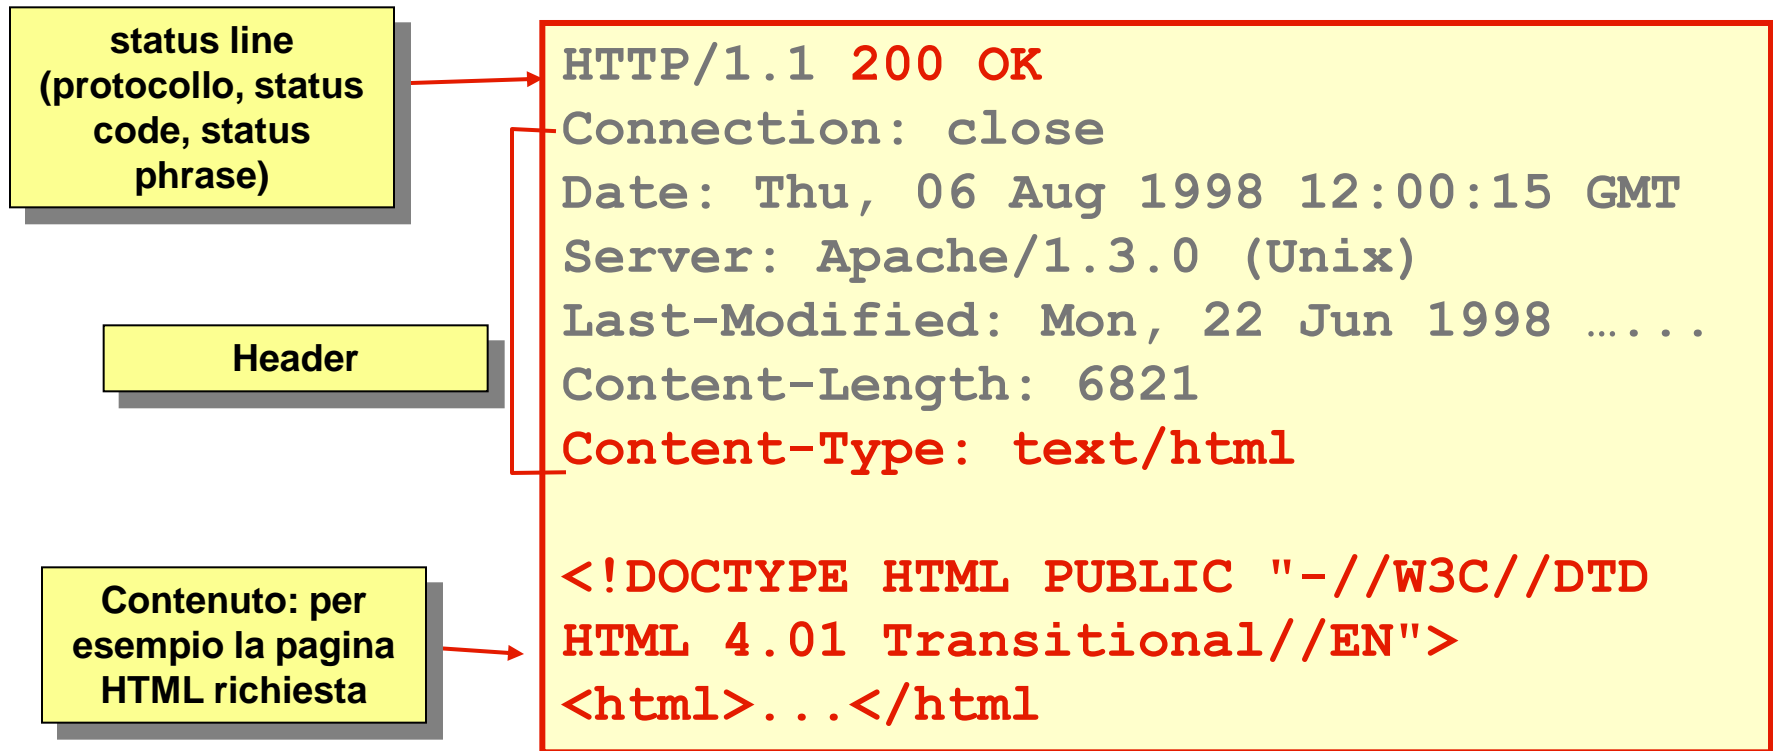 status line
(protocollo, status
code, status
phrase)
HTTP/1.1 200 OK
Connection: close
Date: Thu, 06 Aug 1998 12:00:15 GMT
Server: Apache/1.3.0 (Unix)
Last-Modified: Mon, 22 Jun 1998 …...
Content-Length: 6821
Content-Type: text/html
Header
<!DOCTYPE HTML PUBLIC "-//W3C//DTD
HTML 4.01 Transitional//EN">
<html>...</html
Contenuto: per
esempio la pagina
HTML richiesta